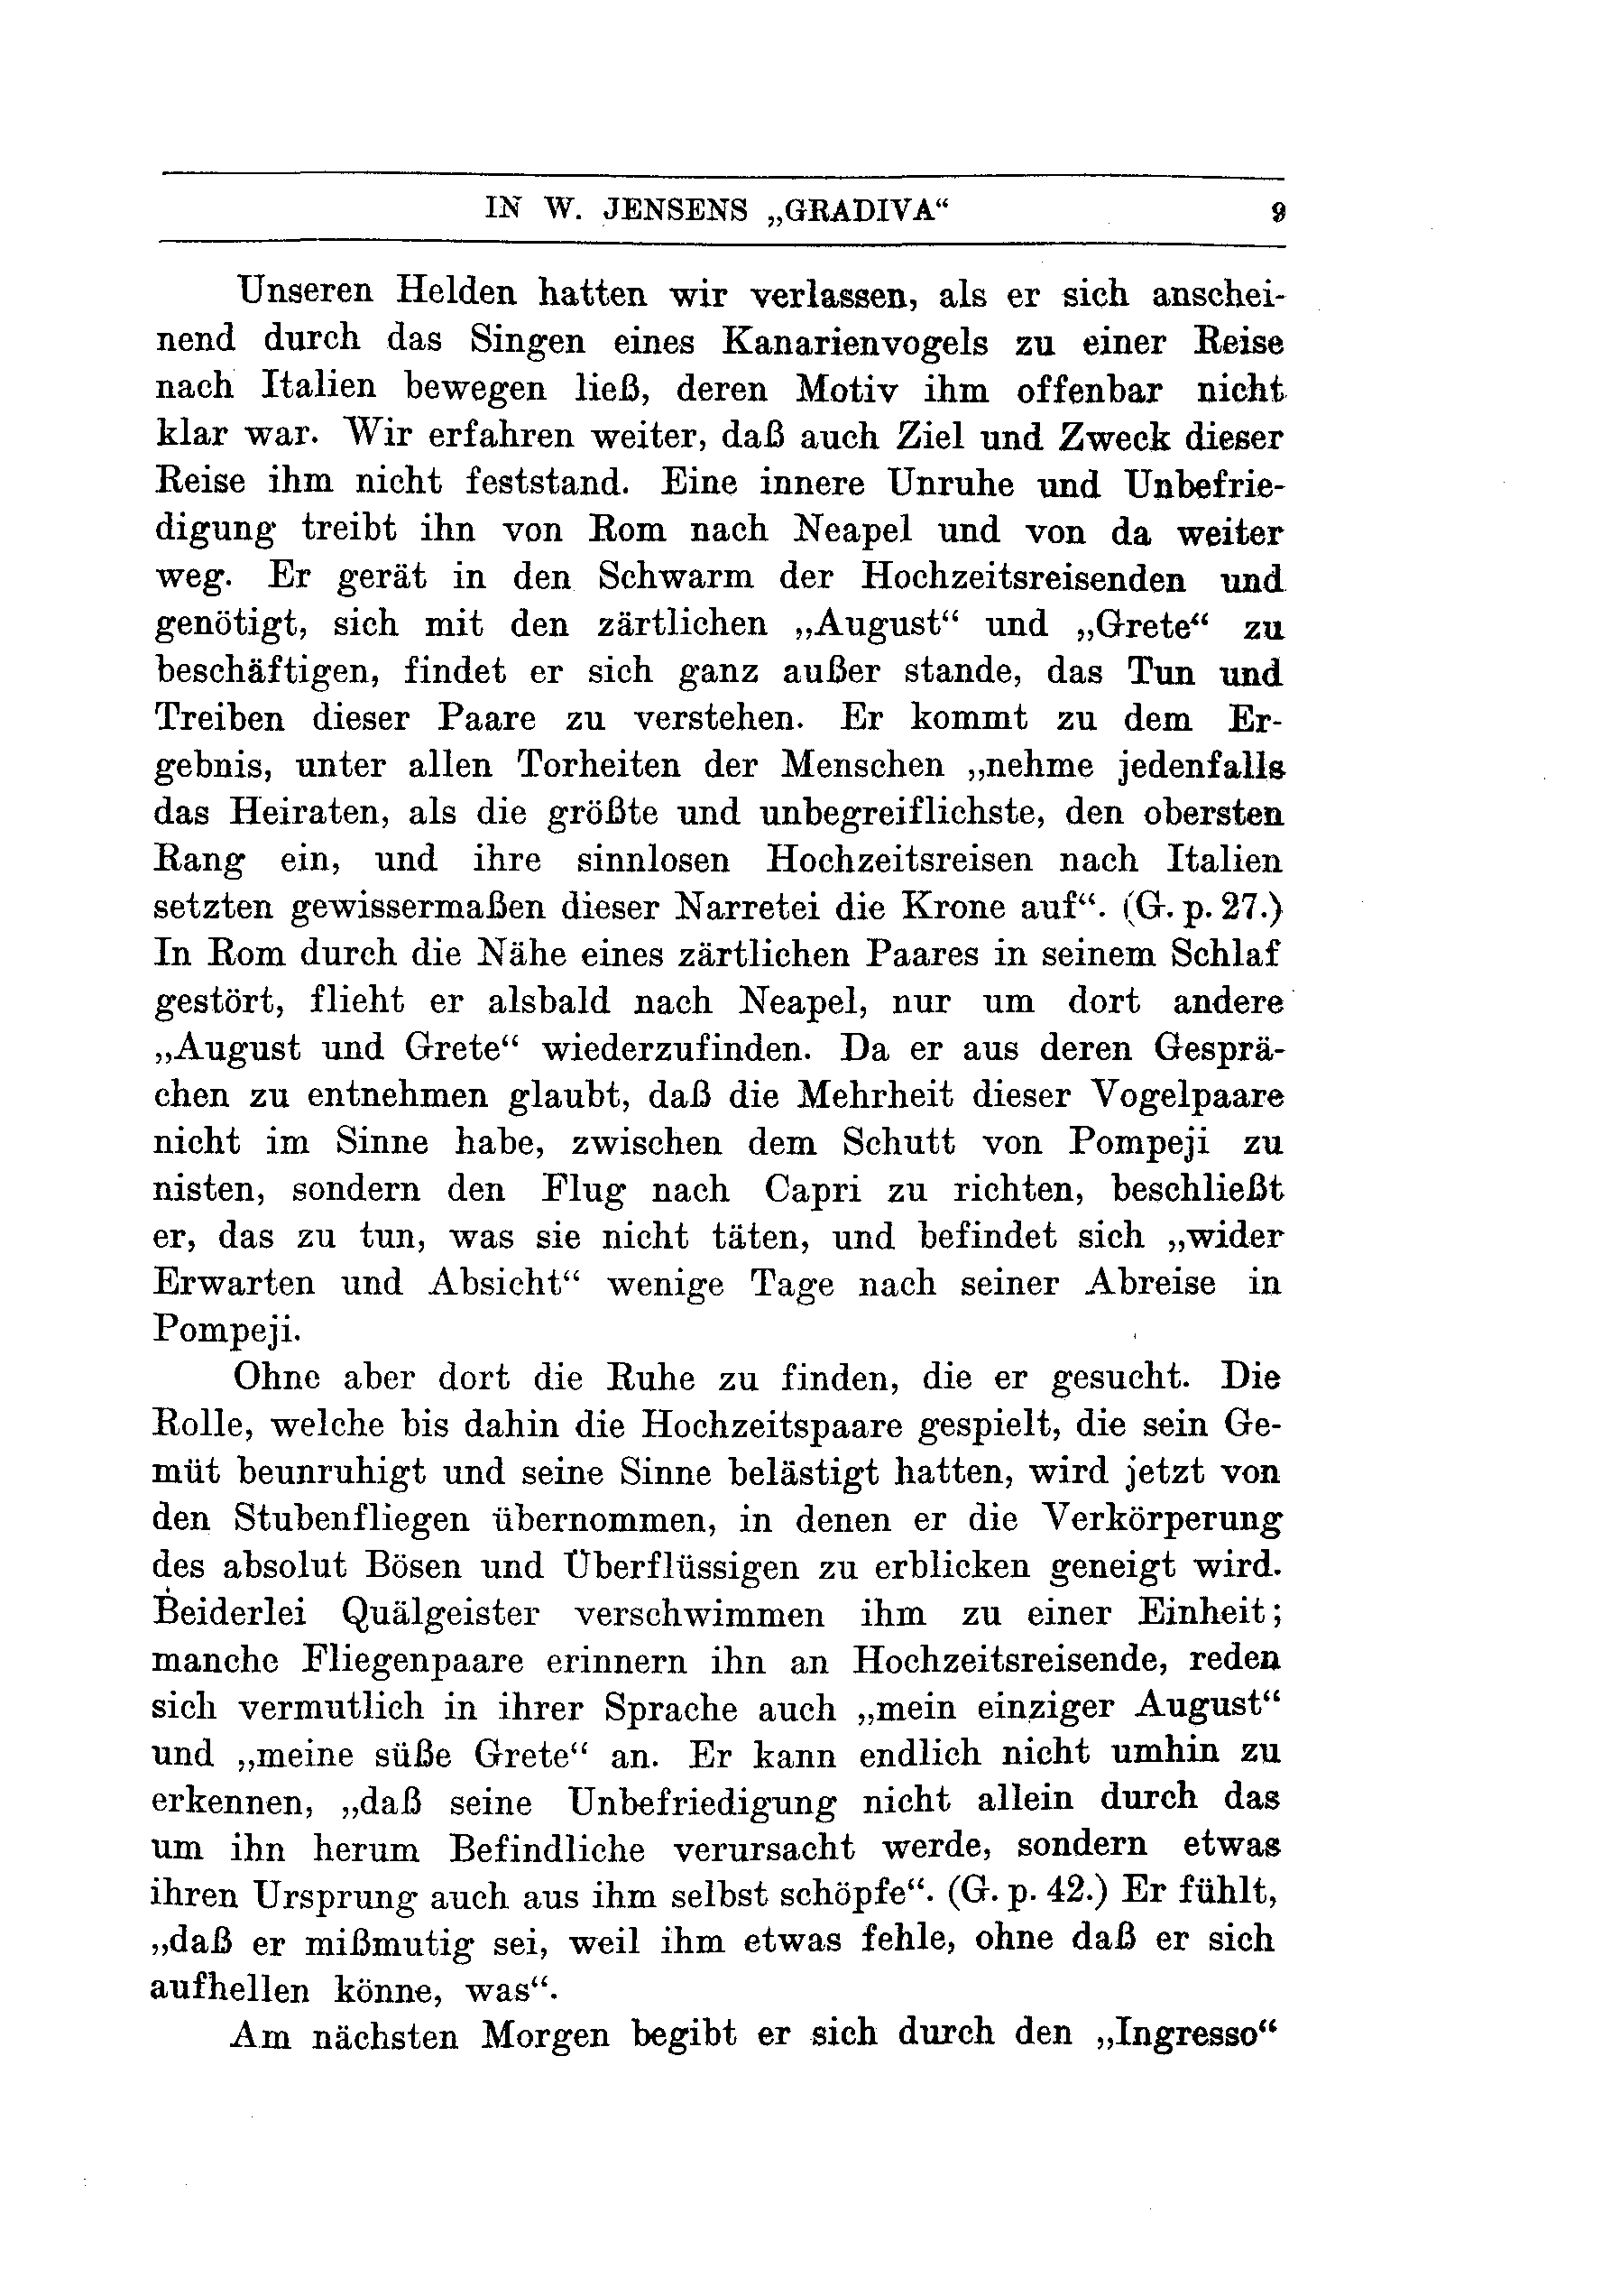 IN W. JENSENS „GRADIVA“ 9
Unseren Helden hatten wir verlassen, als er sich anschei-
nend durch das Singen eines Kanarienvogels zu einer Reise
nach Italien bewegen ließ, deren Motiv ihm offenbar nicht
klar war. Wir erfahren weiter, daß auch Ziel und Zweck dieser
Reise ihm nicht feststand. Eine innere Unruhe und Unbefrie-
digung treibt ihn von Rom nach Neapel und von da weiter
weg. Er gerät in den Schwarm der Hochzeitsreisenden und
genötigt, sich mit den zärtlichen „August“ und „Grete“ zu
beschäftigen, findet er sich ganz außer stande, das Tun und
Treiben dieser Paare zu verstehen. Er kommt zu dem Er-
gebnis, unter allen Torheiten der Menschen „nehme jedenfalls
das Heiraten, als die größte und unbegreiflichste, den obersten
Rang ein, und ihre sinnlosen Hochzeitsreisen nach Italien
setzten gewissermaßen dieser Narretei die Krone auf“. (G. p. 27.)
In Rom durch die Nähe eines zärtlichen Paares in seinem Schlaf
gestört, flieht er alsbald nach Neapel, nur um dort andere
„August und Grete“ wiederzufinden. Da er aus deren Gesprä-
chen zu entnehmen glaubt, daß die Mehrheit dieser Vogelpaare
nicht im Sinne habe, zwischen dem Schutt von Pompeji zu
nisten, sondern den Flug nach Capri zu richten, beschließt
er, das zu tun, was sie nicht täten, und befindet sich „wider
Erwarten und Absicht“ wenige Tage nach seiner Abreise in
Pompeji.
Ohne aber dort die Ruhe zu finden, die er gesucht. Die
Rolle, welche bis dahin die Hochzeitspaare gespielt, die sein Ge-
müt beunruhigt und seine Sinne belästigt hatten, wird jetzt von
den Stubenfliegen übernommen, in denen er die Verkörperung
des absolut Bösen und Überflüssigen zu erblicken geneigt wird.
Beiderlei Quälgeister verschwimmen ihm zu einer Einheit;
manche Fliegenpaare erinnern ihn an Hochzeitsreisende, reden
sich vermutlich in ihrer Sprache auch „mein einziger August“
und „meine süße Grete“ an. Er kann endlich nicht umhin zu
erkennen, „daß seine Unbefriedigung nicht allein durch das
um ihn herum Befindliche verursacht werde, sondern etwas
ihren Ursprung auch aus ihm selbst schöpfe“. (G. p. 42.) Er fühlt,
„daß er mißmutig sei, weil ihm etwas fehle, ohne daß er sich
aufhellen könne, was“.
Am nächsten Morgen begibt er sich durch den „Ingresso“